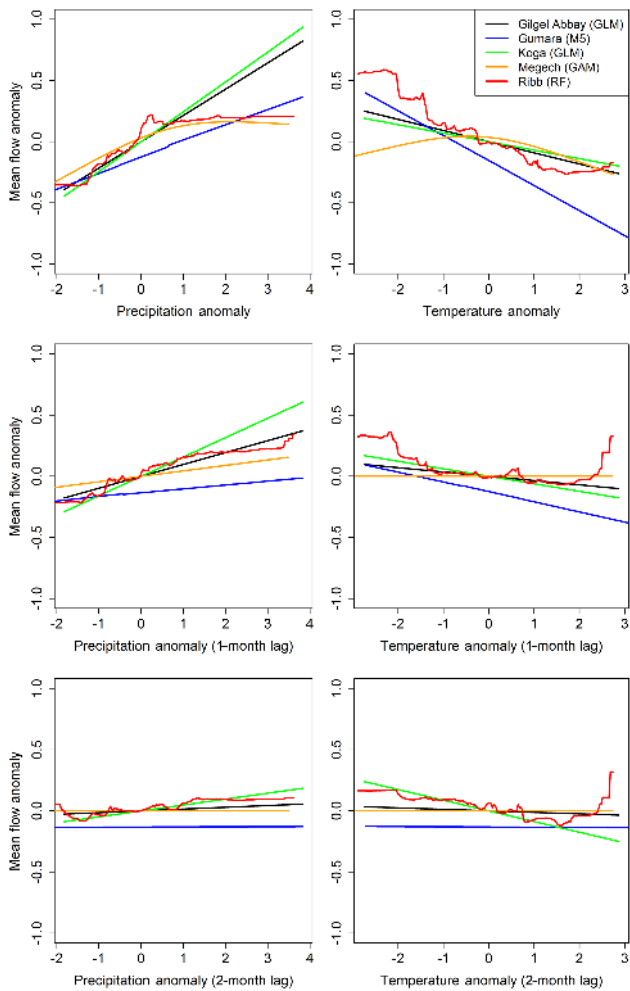 Mean flow anomaly
1.0
0.5
0.0
-0.5
-1.0
-2 -1 0 1 2 3 4
Precipitation anomaly
Gilgel Abbay (GLM)
Gumara (M5)
Koga (GLM)
Megech (GAM)
Ribb (RF)
-2 -1 0 1 2 3
Temperature anomaly
Mean flow anomaly
1.0
0.5
0.0
-0.5
-1.0
-2 -1 0 1 2 3 4
Precipitation anomaly (1-month lag)
-2 -1 0 1 2 3
Temperature anomaly (1-month lag)
Mean flow anomaly
1.0
0.5
0.0
-0.5
-1.0
-2 -1 0 1 2 3 4
Precipitation anomaly (2-month lag)
-2 -1 0 1 2 3
Temperature anomaly (2-month lag)